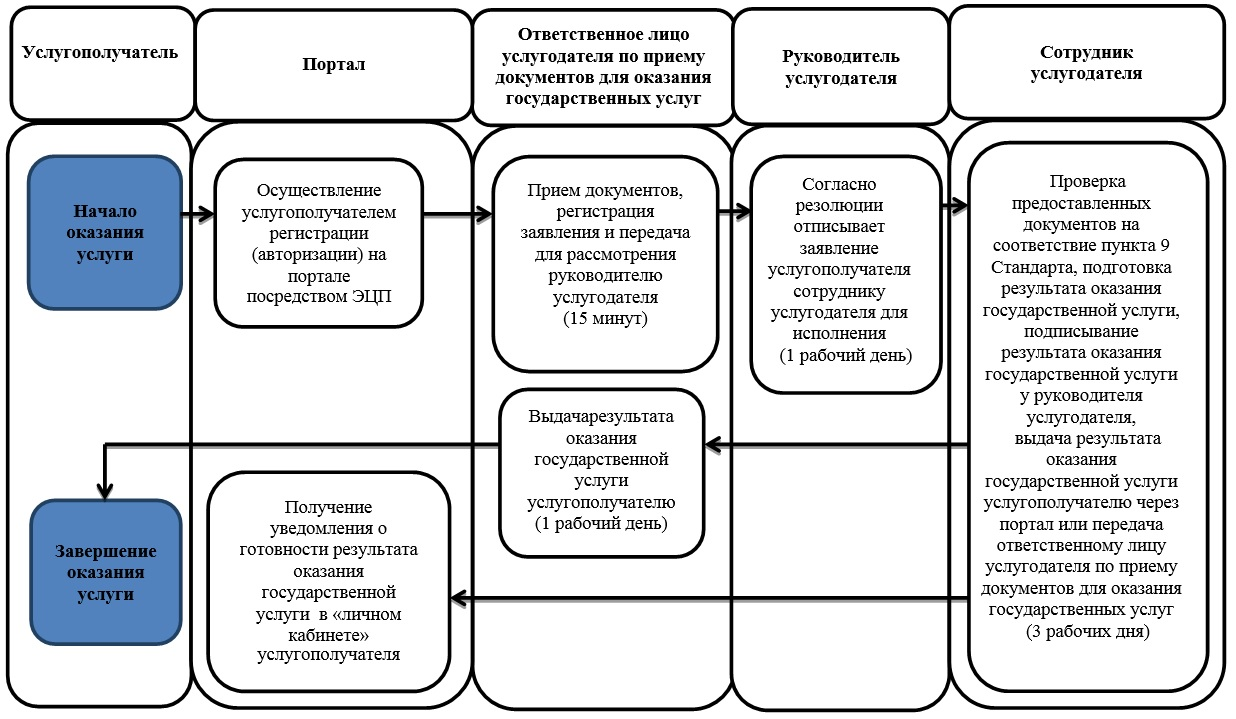 Услугополучатель
Портал
Ответственное лицо
услугодателя по приему
документов для оказания
государственных услуг
Руководитель
услугодателя
Сотрудник
услугодателя
Начало
оказания
услуги
Осуществление
услугополучателем
регистрации
(авторизации) на
портале
посредством ЭЦП
Прием документов,
регистрация
заявления и передача
для рассмотрения
руководителю
услугодателя
(15 минут)
Согласно
резолюции
отписывает
заявление
услугополучателя
сотруднику
услугодателя для
исполнения
(1 рабочий день)
Проверка
предоставленных
документов на
соответствие пункта 9
Стандарта, подготовка
результата оказания
государственной услуги,
подписывание
результата оказания
государственной услуги
у руководителя
услугодателя,
выдача результата
оказания
государственной услуги
услугополучателю через
портал или передача
ответственному лицу
услугодателя по приему
документов для оказания
государственных услуг
(3 рабочих дня)
Выдачарезультата
оказания
государственной
услуги
услугополучателю
(1 рабочий день)
Получение
уведомления о
готовности результата
оказания
государственной
услуги в «личном
кабинете»
услугополучателя
Завершение
оказания
услуги